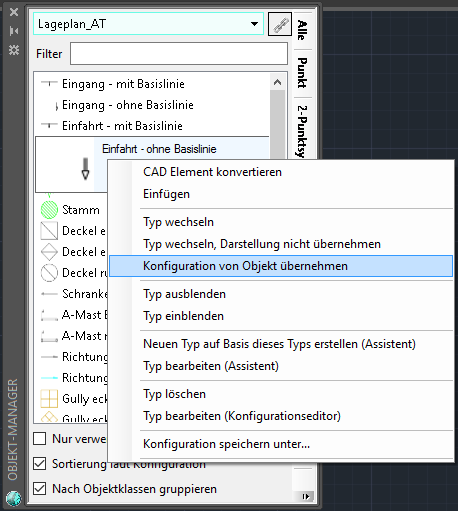 Lageplan_AT
Filter
Alle
Punkt
2-Punktsy
Eingang - mit Basislinie
Eingang - ohne Basislinie
Einfahrt - mit Basislinie
Einfahrt - ohne Basislinie
CAD Element konvertieren
Einfügen
Typ wechseln
Typ wechseln, Darstellung nicht übernehmen
Konfiguration von Objekt übernehmen
Typ ausblenden
Typ einblenden
Neuen Typ auf Basis dieses Typs erstellen (Assistent)
Typ bearbeiten (Assistent)
Typ löschen
Typ bearbeiten (Konfigurationseditor)
Konfiguration speichern unter...
Stamm
Deckel e
Deckel e
Deckel ru
Schranke
A-Mast B
A-Mast n
Richtung
Richtung
Gully eck
Gully eck
Nur verwe
Sortierung laut Konfiguration
Nach Objektklassen gruppieren
OBJEKT-MANAGER